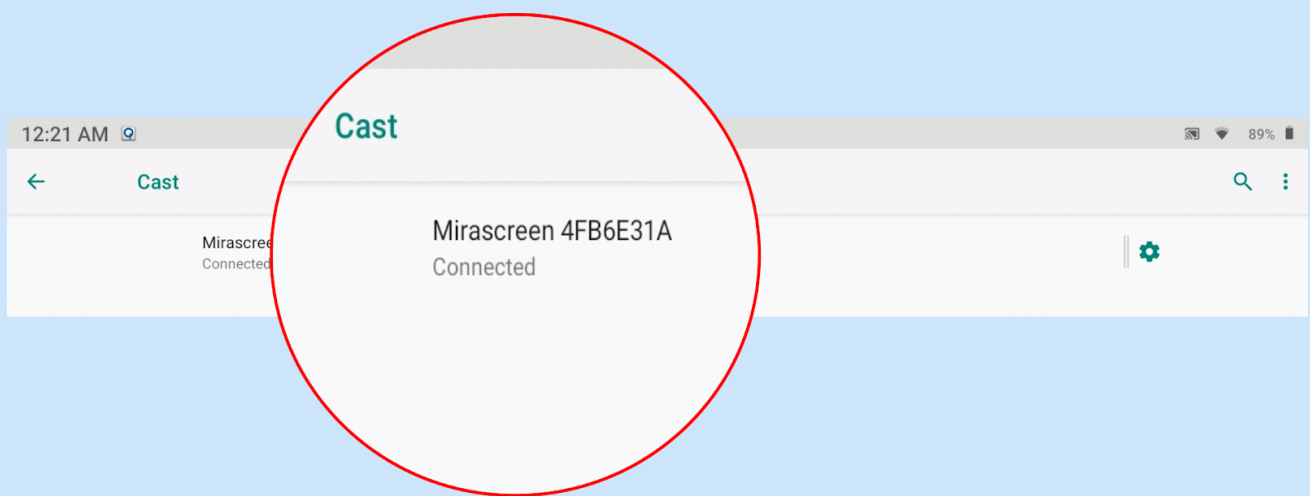 12:21 AM
89%
Cast
Mirascree
Connected
Cast
Mirascreen 4FB6E31A
Connected